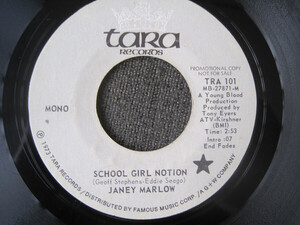 tara
RECORDS
PROMOTIONAL COPY
NOT FOR SALE
TRA 101
MB-27671-M
A Young Blood
Production
Produced by
Tony Eyers
ATV-Kirshner
(BMI)
Time: 2:53
Intro :07
End Fades
MONO
SCHOOL GIRL NOTION
(Geoff Stephens-Eddie Seago)
JANEY MARLOW
℗ 1973 TARA RECORDS / DISTRIBUTED BY FAMOUS MUSIC CORP. / A G+W COMPANY